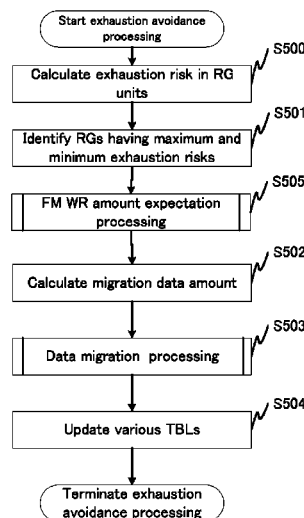 Start exhaustion avoidance
processing
S500
Calculate exhaustion risk in RG
units
S501
Identify RGs having maximum and
minimum exhaustion risks
S505
FM WR amount expectation
processing
S502
Calculate migration data amount
S503
Data migration processing
S504
Update various TBLs
Terminate exhaustion
avoidance processing